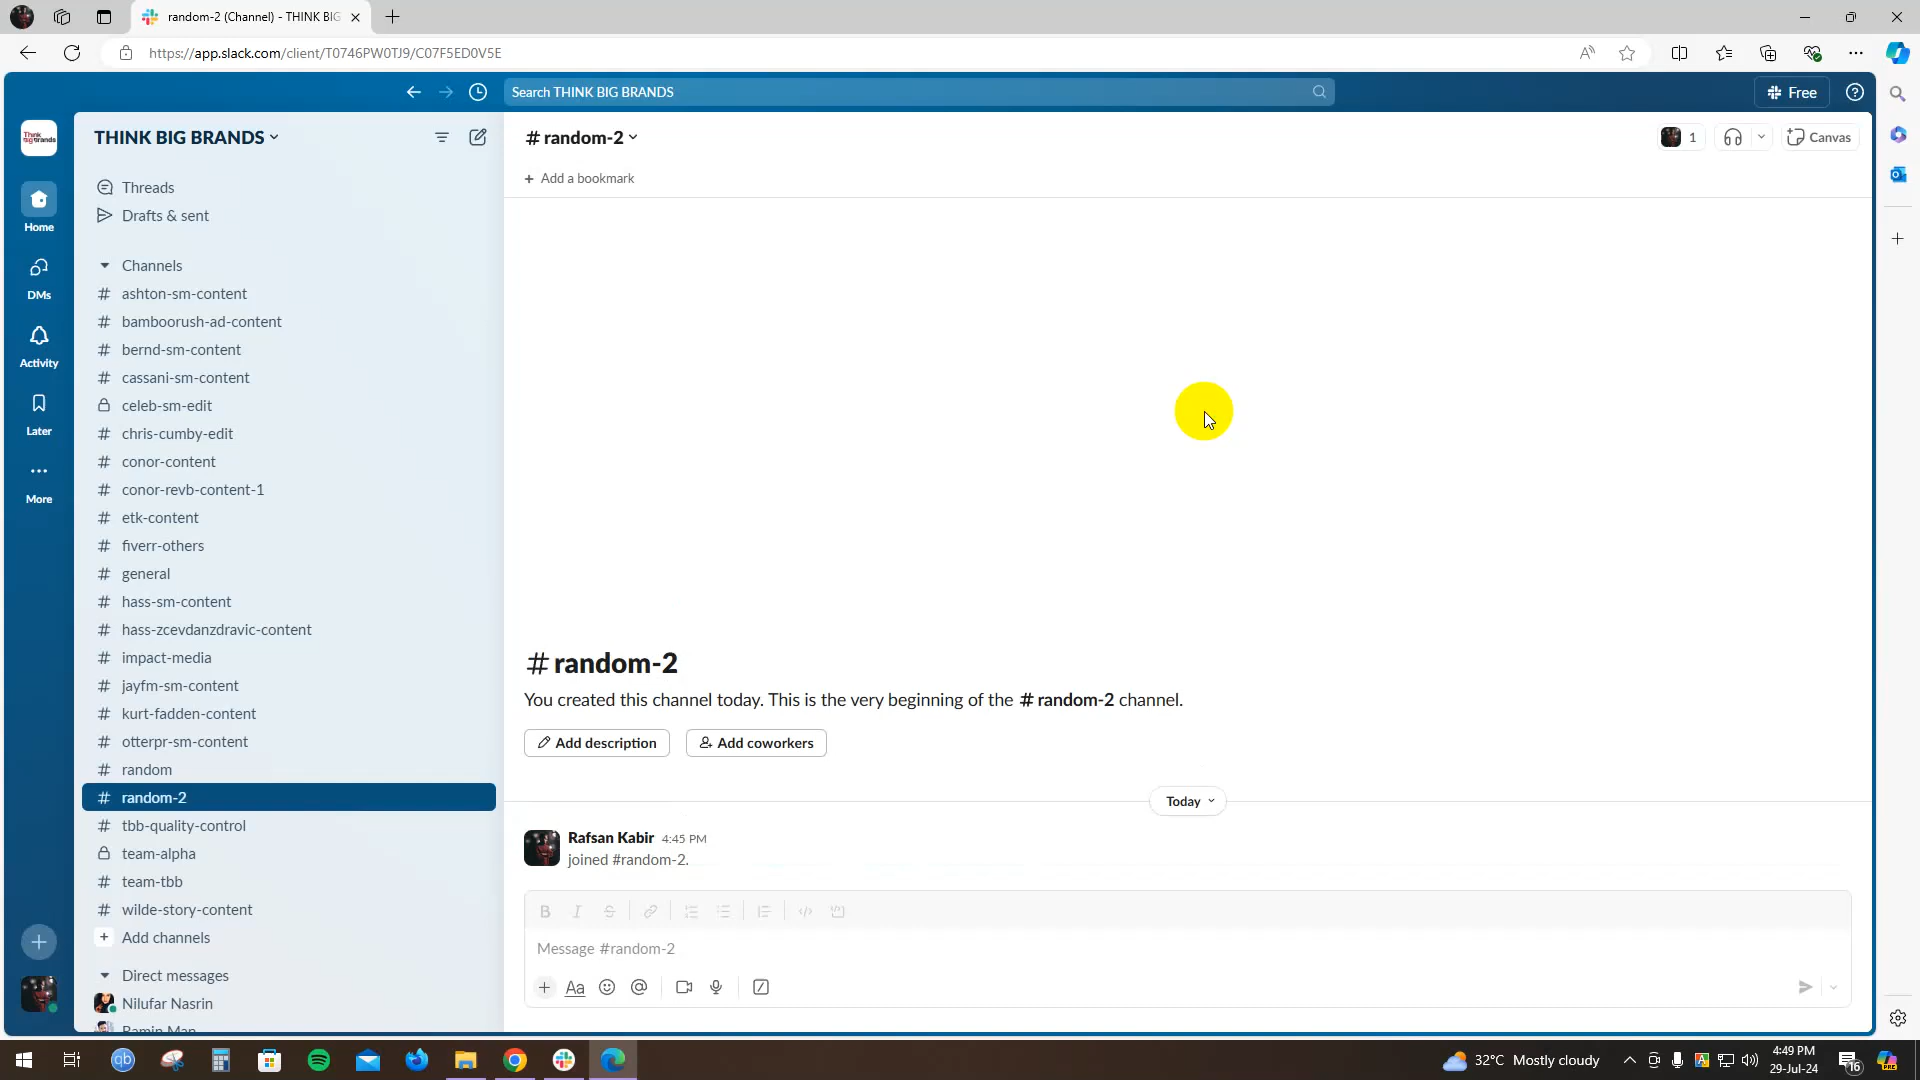 random-2 (Channel) - THINK BIG
https://app.slack.com/client/T0746PW0TJ9/C07F5ED0V5E
Search THINK BIG BRANDS
Free
Think
Big Brands
THINK BIG BRANDS
# random-2
1
Canvas
+ Add a bookmark
Home
DMs
Activity
Later
More
Threads
Drafts & sent
Channels
# ashton-sm-content
# bamboorush-ad-content
# bernd-sm-content
# cassani-sm-content
celeb-sm-edit
# chris-cumby-edit
# conor-content
# conor-revb-content-1
# etk-content
# fiverr-others
# general
# hass-sm-content
# hass-zcevdanzdravic-content
# impact-media
# jayfm-sm-content
# kurt-fadden-content
# otterpr-sm-content
# random
# random-2
# tbb-quality-control
team-alpha
# team-tbb
# wilde-story-content
+ Add channels
Direct messages
Nilufar Nasrin
Ramin Man
# random-2
You created this channel today. This is the very beginning of the # random-2 channel.
Add description
Add coworkers
Today
Rafsan Kabir 4:45 PM
joined #random-2.
Message #random-2
Aa
32°C Mostly cloudy
4:49 PM
29-Jul-24
16